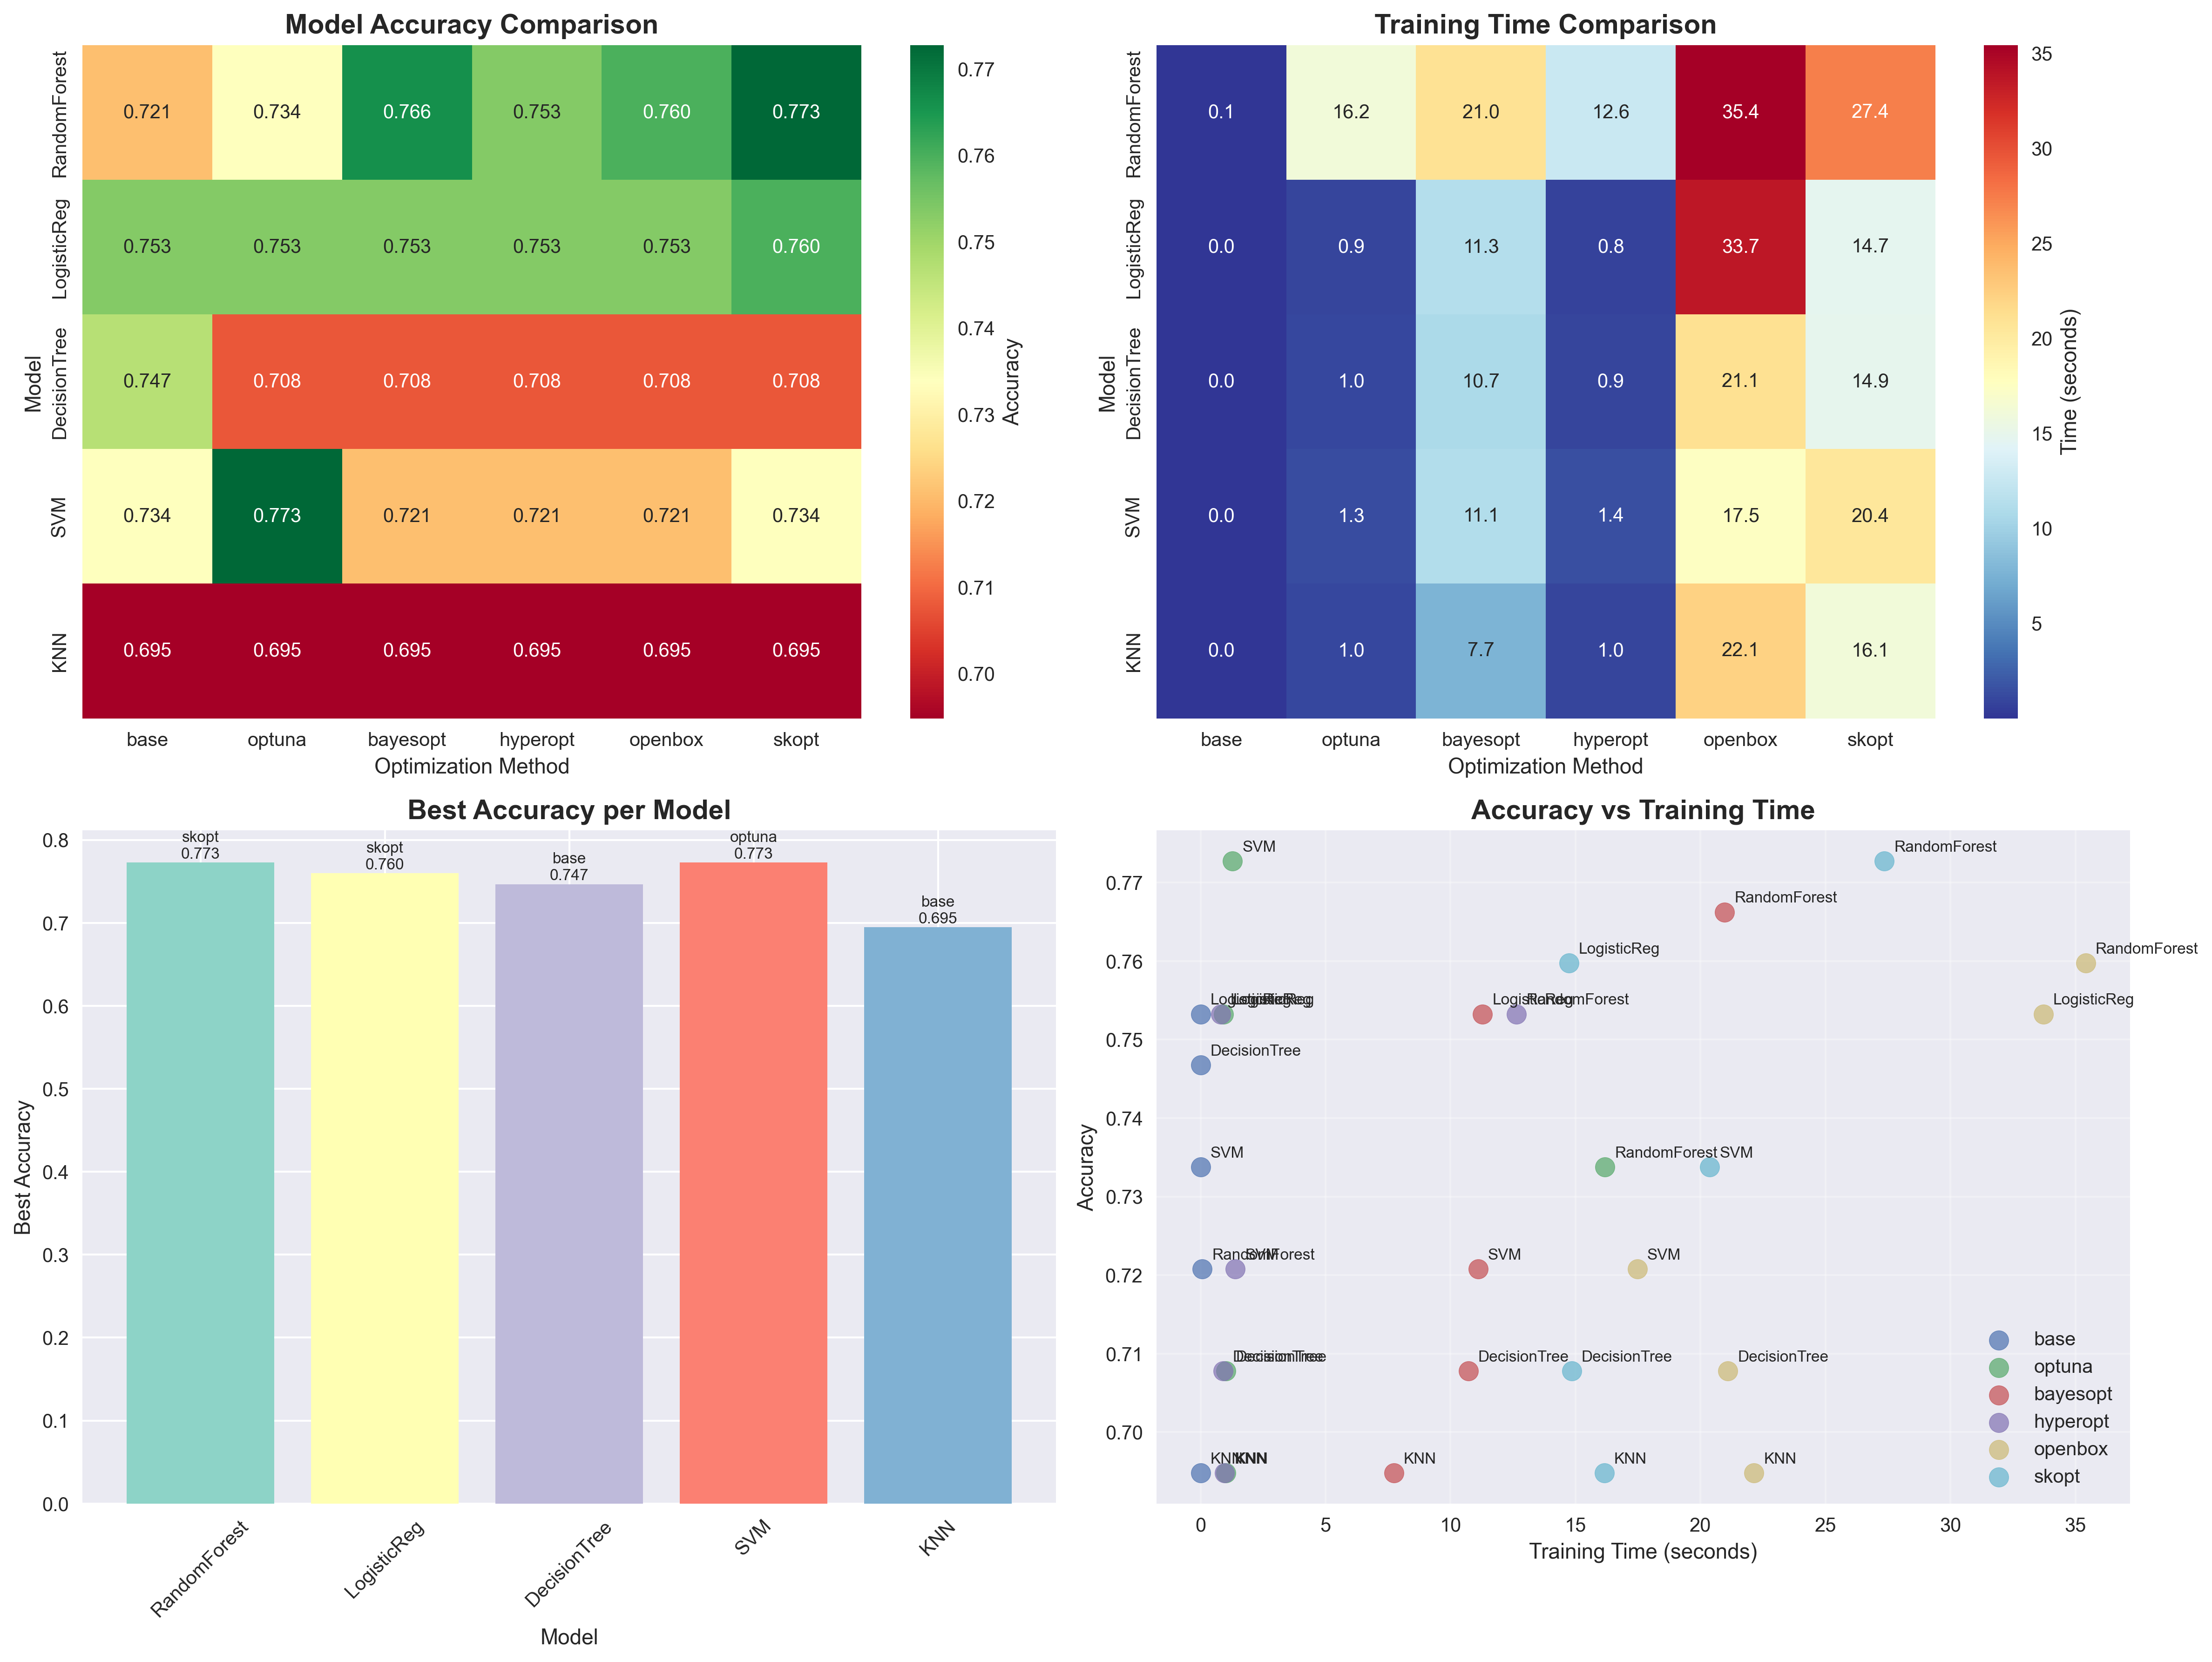 Model Accuracy Comparison
RandomForest 0.721 0.734 0.766 0.753 0.760 0.773
LogisticReg 0.753 0.753 0.753 0.753 0.753 0.760
DecisionTree 0.747 0.708 0.708 0.708 0.708 0.708
SVM 0.734 0.773 0.721 0.721 0.721 0.734
KNN 0.695 0.695 0.695 0.695 0.695 0.695
Model
base optuna bayesopt hyperopt openbox skopt
Optimization Method
0.77
0.76
0.75
0.74
0.73
0.72
0.71
0.70
Accuracy
Training Time Comparison
RandomForest 0.1 16.2 21.0 12.6 35.4 27.4
LogisticReg 0.0 0.9 11.3 0.8 33.7 14.7
DecisionTree 0.0 1.0 10.7 0.9 21.1 14.9
SVM 0.0 1.3 11.1 1.4 17.5 20.4
KNN 0.0 1.0 7.7 1.0 22.1 16.1
Model
base optuna bayesopt hyperopt openbox skopt
Optimization Method
35
30
25
20
15
10
5
Time (seconds)
Best Accuracy per Model
0.8
0.7
0.6
0.5
0.4
0.3
0.2
0.1
0.0
Best Accuracy
skopt
0.773
skopt
0.760
base
0.747
optuna
0.773
base
0.695
RandomForest LogisticReg DecisionTree SVM KNN
Model
Accuracy vs Training Time
0.77
0.76
0.75
0.74
0.73
0.72
0.71
0.70
Accuracy
SVM RandomForest
RandomForest
LogisticReg RandomForest
LogisticReg LogisticReg LogisticReg LogisticReg RandomForest LogisticReg
DecisionTree
SVM RandomForest SVM
RandomForest SVM SVM SVM
DecisionTree DecisionTree DecisionTree DecisionTree DecisionTree
KNN KNN KNN KNN KNN KNN
base
optuna
bayesopt
hyperopt
openbox
skopt
0 5 10 15 20 25 30 35
Training Time (seconds)